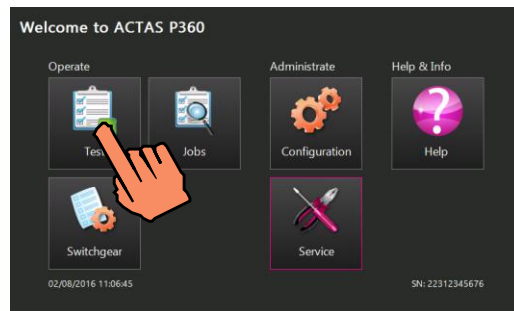 Welcome to ACTAS P360
Operate
Administrate
Help & Info
Jobs
Configuration
Help
Switchgear
Service
02/08/2016 11:06:45
SN: 22312345676